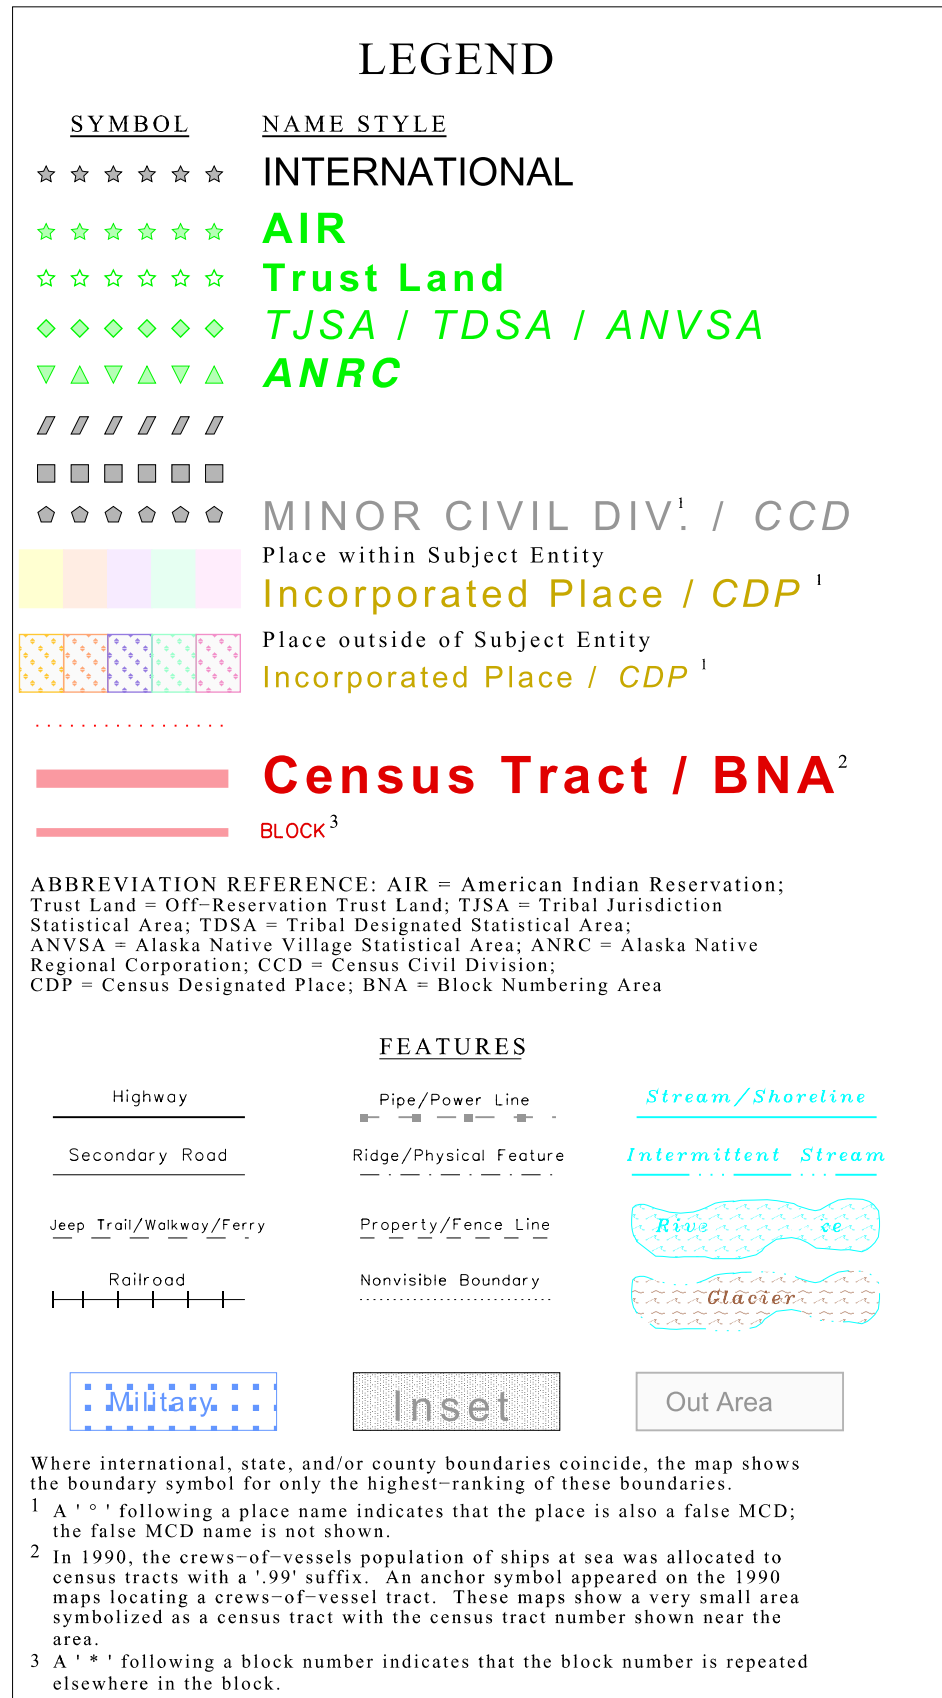 LEGEND
SYMBOL NAME STYLE
INTERNATIONAL
AIR
Trust Land
TJSA / TDSA / ANVSA
ANRC
MINOR CIVIL DIV.¹ / CCD
Place within Subject Entity
Incorporated Place / CDP ¹
Place outside of Subject Entity
Incorporated Place / CDP ¹
Census Tract / BNA²
BLOCK³
ABBREVIATION REFERENCE: AIR = American Indian Reservation;
Trust Land = Off−Reservation Trust Land; TJSA = Tribal Jurisdiction
Statistical Area; TDSA = Tribal Designated Statistical Area;
ANVSA = Alaska Native Village Statistical Area; ANRC = Alaska Native
Regional Corporation; CCD = Census Civil Division;
CDP = Census Designated Place; BNA = Block Numbering Area
FEATURES
Highway
Pipe/Power Line
Stream/Shoreline
Secondary Road
Ridge/Physical Feature
Intermittent Stream
Jeep Trail/Walkway/Ferry
Property/Fence Line
Railroad
Nonvisible Boundary
Glacier
Military
Inset
Out Area
Where international, state, and/or county boundaries coincide, the map shows
the boundary symbol for only the highest−ranking of these boundaries.
1 A ' ° ' following a place name indicates that the place is also a false MCD;
the false MCD name is not shown.
2 In 1990, the crews−of−vessels population of ships at sea was allocated to
census tracts with a '.99' suffix. An anchor symbol appeared on the 1990
maps locating a crews−of−vessel tract. These maps show a very small area
symbolized as a census tract with the census tract number shown near the
area.
3 A ' * ' following a block number indicates that the block number is repeated
elsewhere in the block.